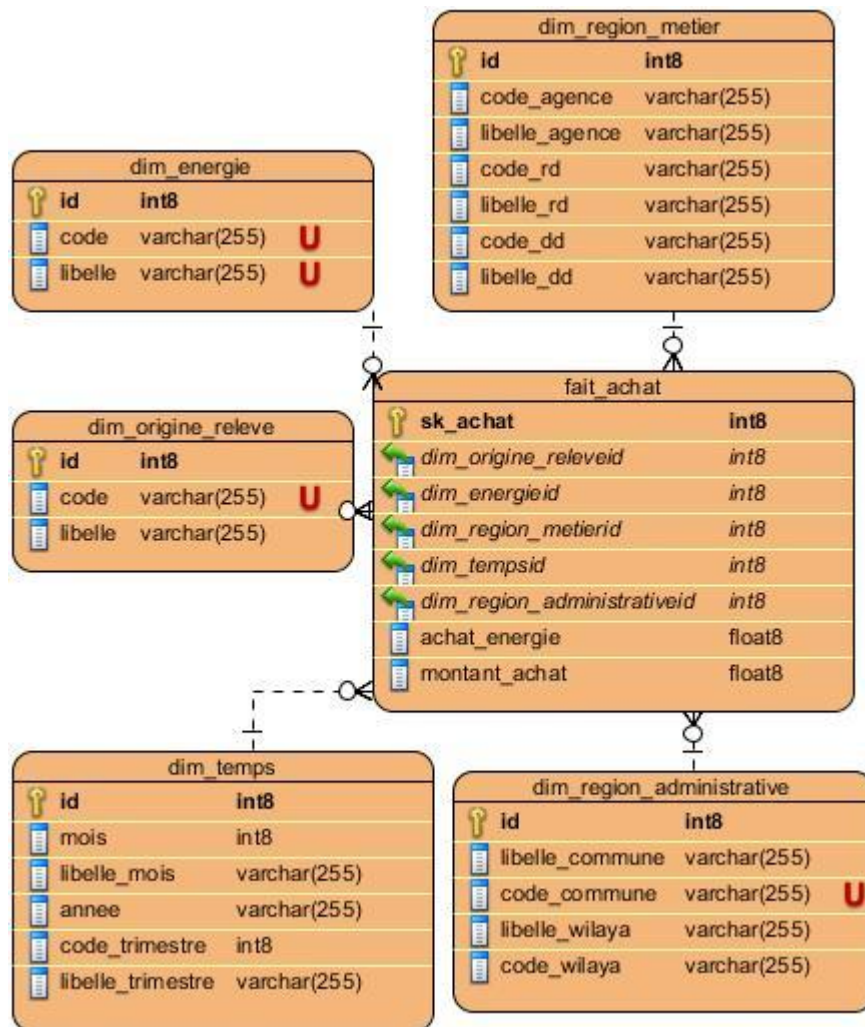 dim_region_metier
id int8
code_agence varchar(255)
libelle_agence varchar(255)
code_rd varchar(255)
libelle_rd varchar(255)
code_dd varchar(255)
libelle_dd varchar(255)
dim_energie
id int8
code varchar(255) U
libelle varchar(255) U
fait_achat
sk_achat int8
dim_origine_releveid int8
dim_energieid int8
dim_region_metierid int8
dim_tempsid int8
dim_region_administrativeid int8
achat_energie float8
montant_achat float8
dim_origine_releve
id int8
code varchar(255) U
libelle varchar(255)
dim_temps
id int8
mois int8
libelle_mois varchar(255)
annee varchar(255)
code_trimestre int8
libelle_trimestre varchar(255)
dim_region_administrative
id int8
libelle_commune varchar(255)
code_commune varchar(255) U
libelle_wilaya varchar(255)
code_wilaya varchar(255)